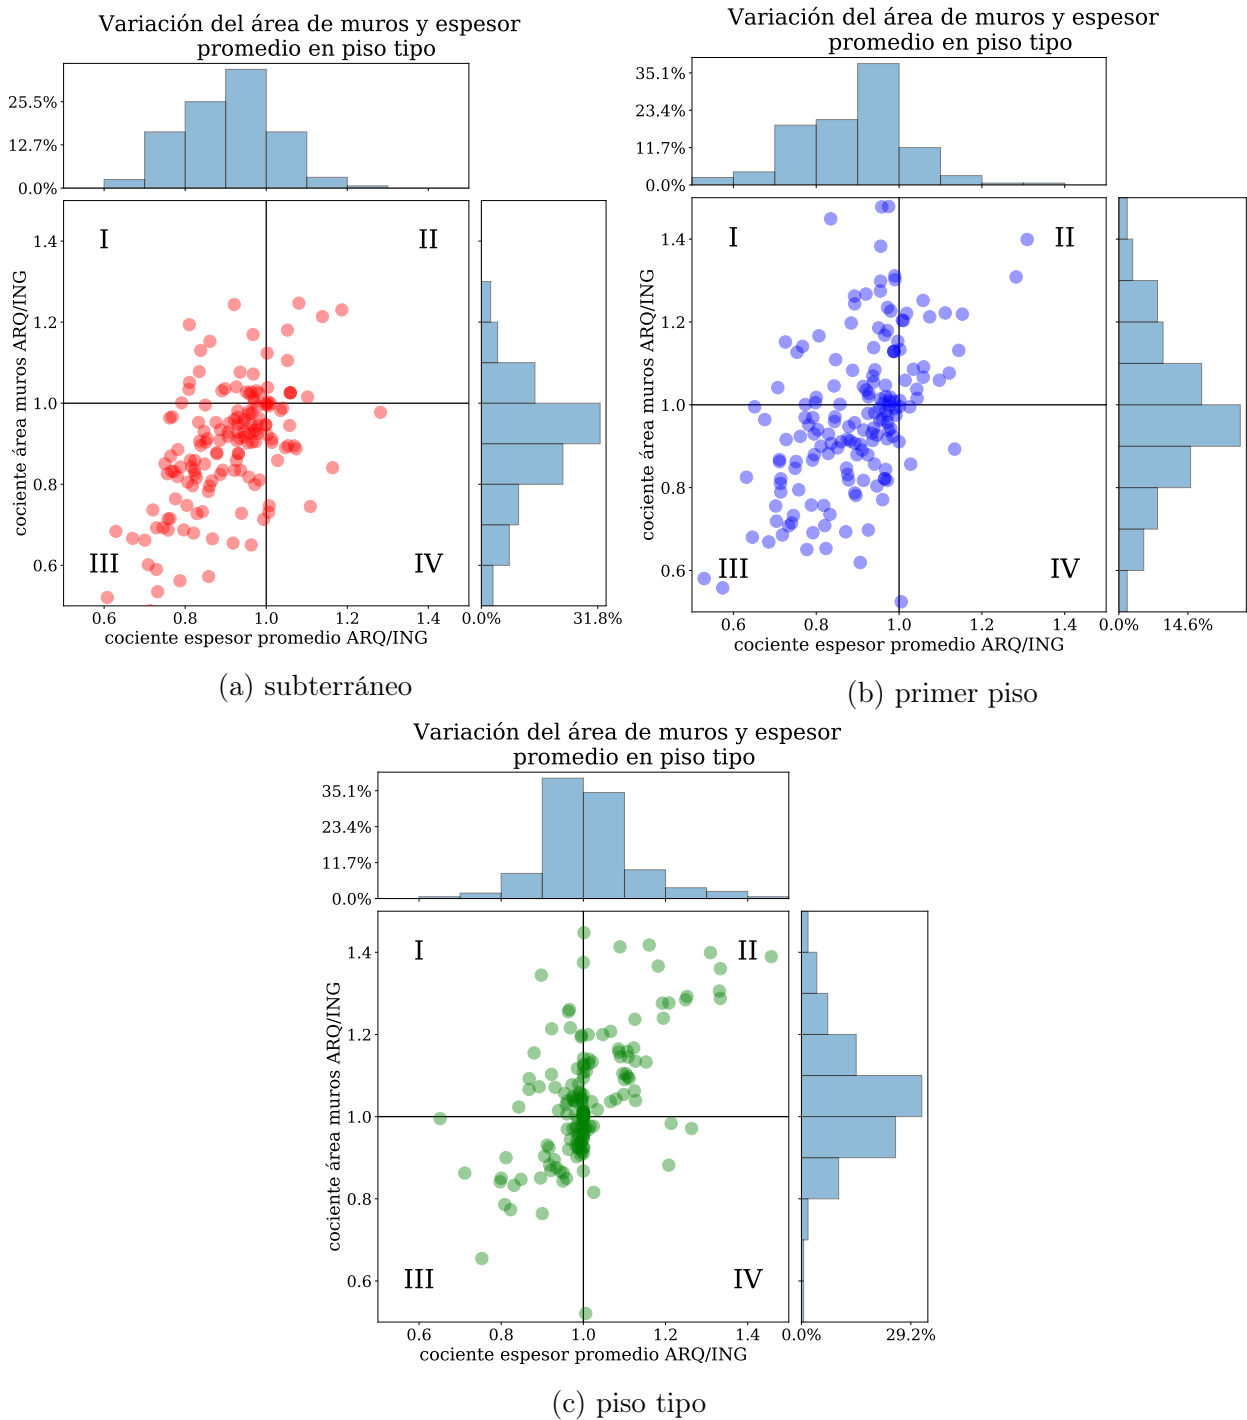 Variación del área de muros y espesor
promedio en piso tipo
25.5%
12.7%
0.0%
I
II
III
IV
1.4
1.2
1.0
0.8
0.6
cociente área muros ARQ/ING
0.6
0.8
1.0
1.2
1.4
cociente espesor promedio ARQ/ING
0.0%
31.8%
(a) subterráneo
Variación del área de muros y espesor
promedio en piso tipo
35.1%
23.4%
11.7%
0.0%
I
II
III
IV
1.4
1.2
1.0
0.8
0.6
cociente área muros ARQ/ING
0.6
0.8
1.0
1.2
1.4
cociente espesor promedio ARQ/ING
0.0%
14.6%
(b) primer piso
Variación del área de muros y espesor
promedio en piso tipo
35.1%
23.4%
11.7%
0.0%
I
II
III
IV
1.4
1.2
1.0
0.8
0.6
cociente área muros ARQ/ING
0.6
0.8
1.0
1.2
1.4
cociente espesor promedio ARQ/ING
0.0%
29.2%
(c) piso tipo